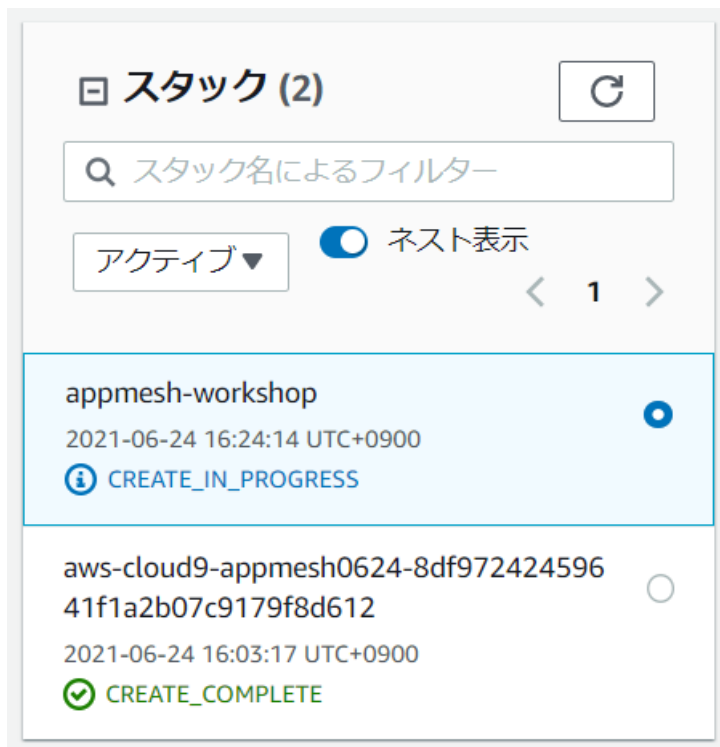 スタック (2)
スタック名によるフィルター
アクティブ▼
ネスト表示
1
appmesh-workshop
2021-06-24 16:24:14 UTC+0900
CREATE_IN_PROGRESS
aws-cloud9-appmesh0624-8df972424596
41f1a2b07c9179f8d612
2021-06-24 16:03:17 UTC+0900
CREATE_COMPLETE